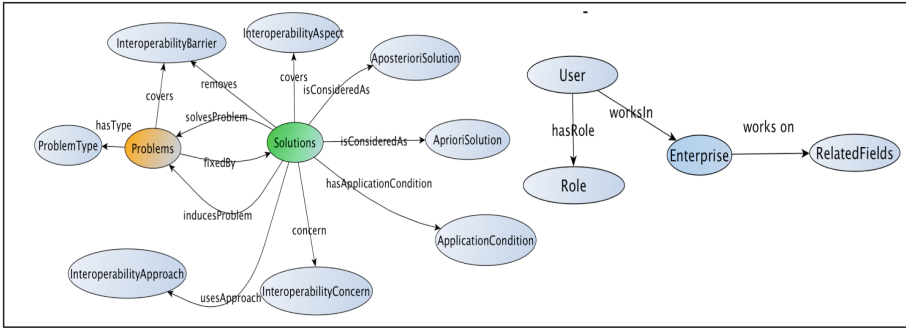 -
InteroperabilityAspect
InteroperabilityBarrier
AposterioriSolution
covers
removes
isConsideredAs
User
covers
worksIn
solvesProblem
hasType
hasRole
works on
ProblemType
Problems
Solutions
isConsideredAs
AprioriSolution
Enterprise
RelatedFields
fixedBy
hasApplicationCondition
Role
inducesProblem
concern
ApplicationCondition
InteroperabilityApproach
usesApproach
InteroperabilityConcern